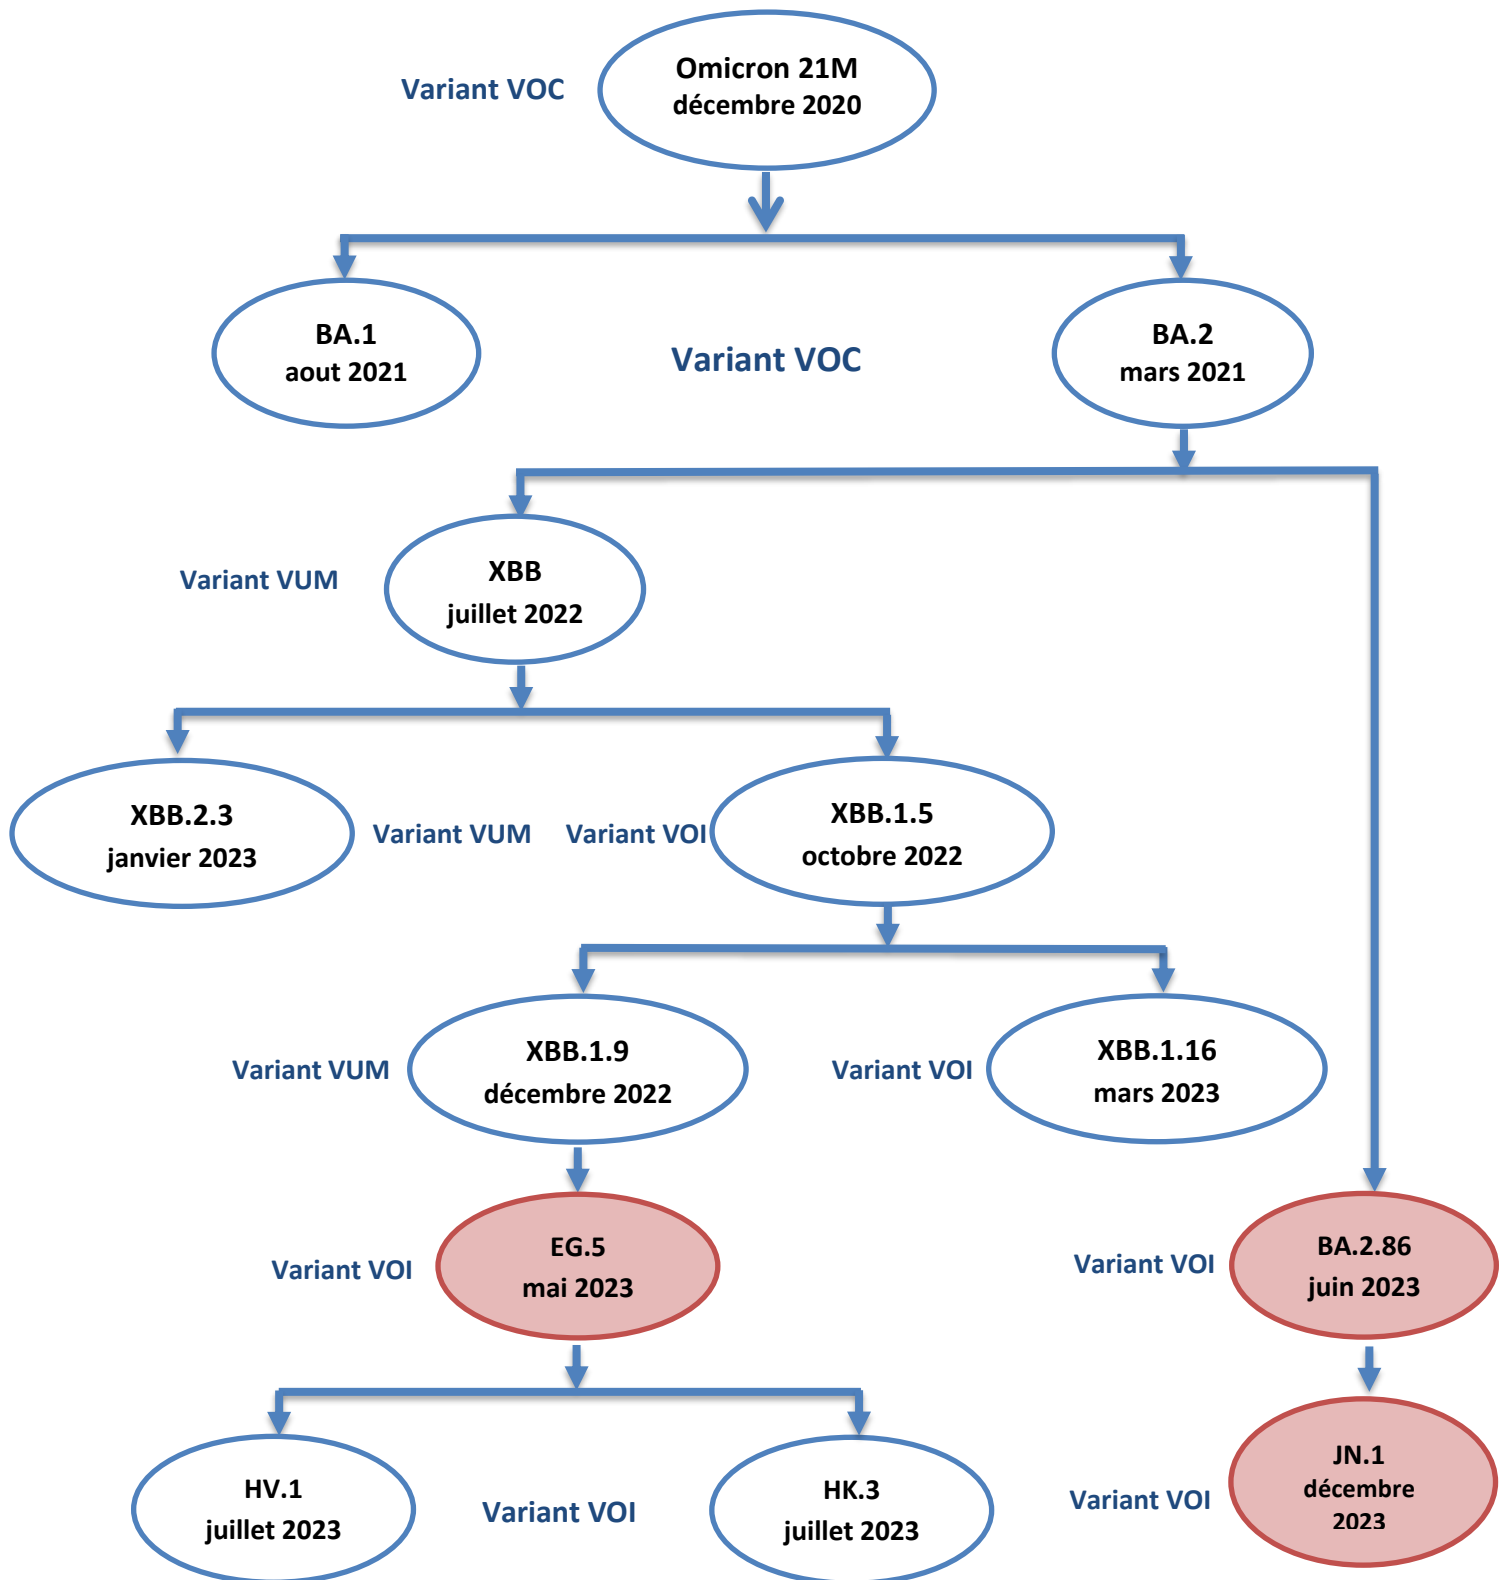 Variant VOC
Omicron 21M
décembre 2020
BA.1
aout 2021
Variant VOC
BA.2
mars 2021
Variant VUM
XBB
juillet 2022
XBB.2.3
janvier 2023
Variant VUM
Variant VOI
XBB.1.5
octobre 2022
Variant VUM
XBB.1.9
décembre 2022
Variant VOI
XBB.1.16
mars 2023
Variant VOI
EG.5
mai 2023
Variant VOI
BA.2.86
juin 2023
HV.1
juillet 2023
Variant VOI
HK.3
juillet 2023
Variant VOI
JN.1
décembre
2023